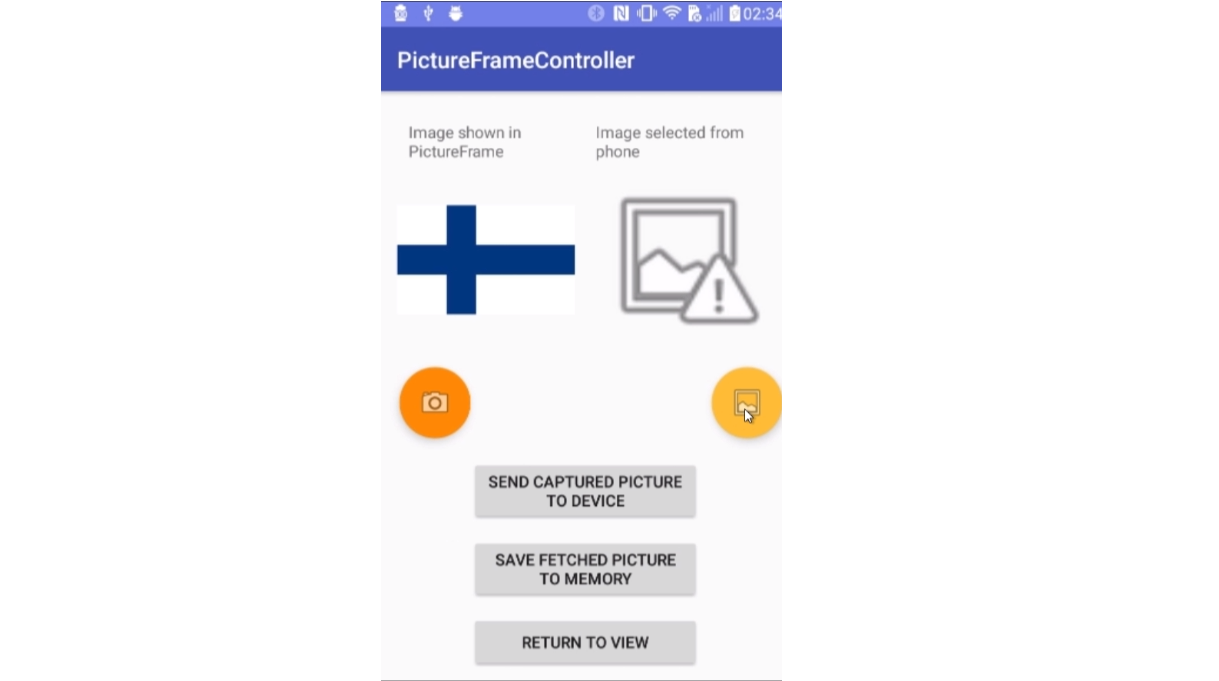 02:34
PictureFrameController
Image shown in
PictureFrame
Image selected from
phone
SEND CAPTURED PICTURE
TO DEVICE
SAVE FETCHED PICTURE
TO MEMORY
RETURN TO VIEW